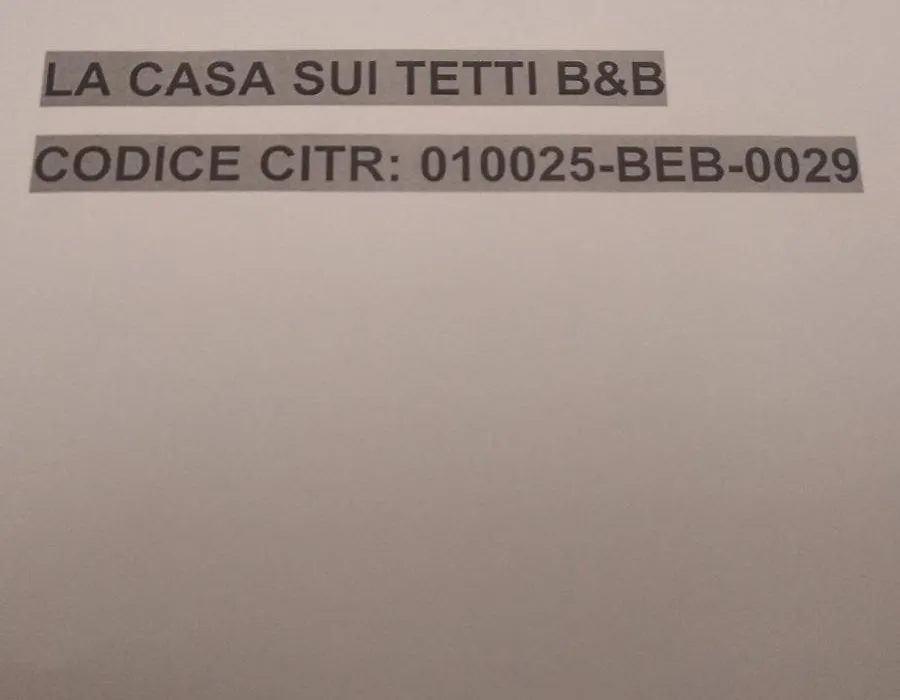 LA CASA SUI TETTI B&B
CODICE CITR: 010025-BEB-0029